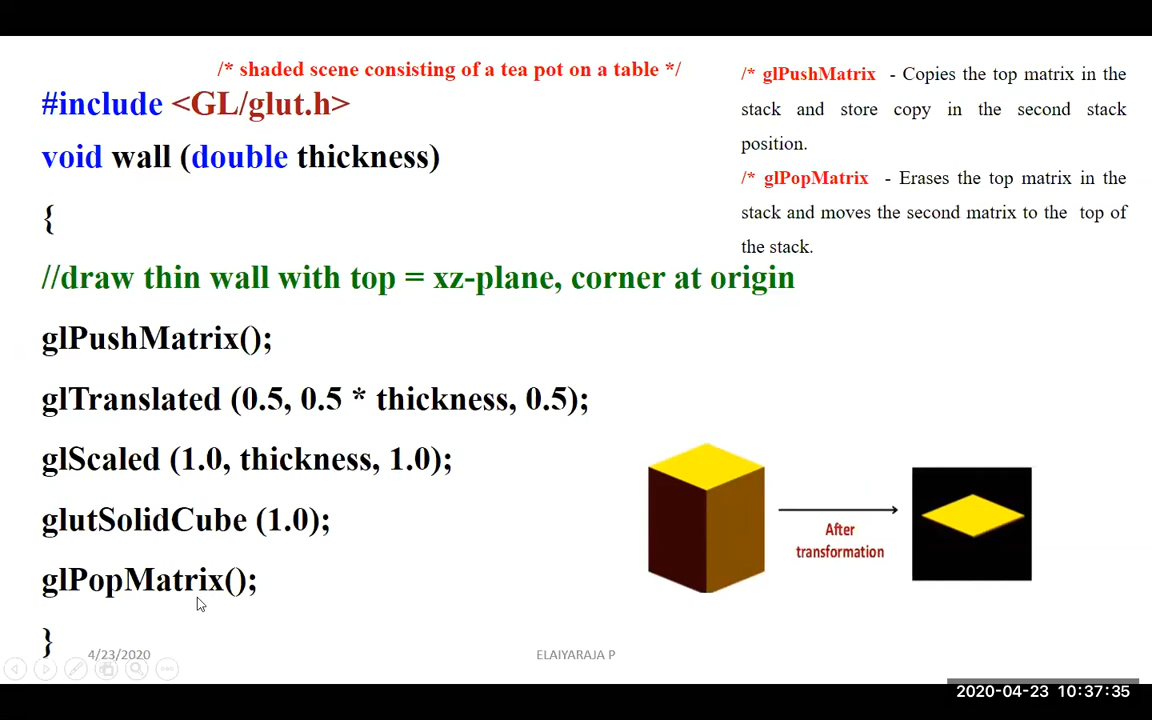 /* shaded scene consisting of a tea pot on a table */
#include <GL/glut.h>
void wall (double thickness)
{
//draw thin wall with top = xz-plane, corner at origin
glPushMatrix();
glTranslated (0.5, 0.5 * thickness, 0.5);
glScaled (1.0, thickness, 1.0);
glutSolidCube (1.0);
glPopMatrix();
}
/* glPushMatrix - Copies the top matrix in the
stack and store copy in the second stack
position.
/* glPopMatrix - Erases the top matrix in the
stack and moves the second matrix to the top of
the stack.
After
transformation
4/23/2020
ELAIYARAJA P
2020-04-23 10:37:35